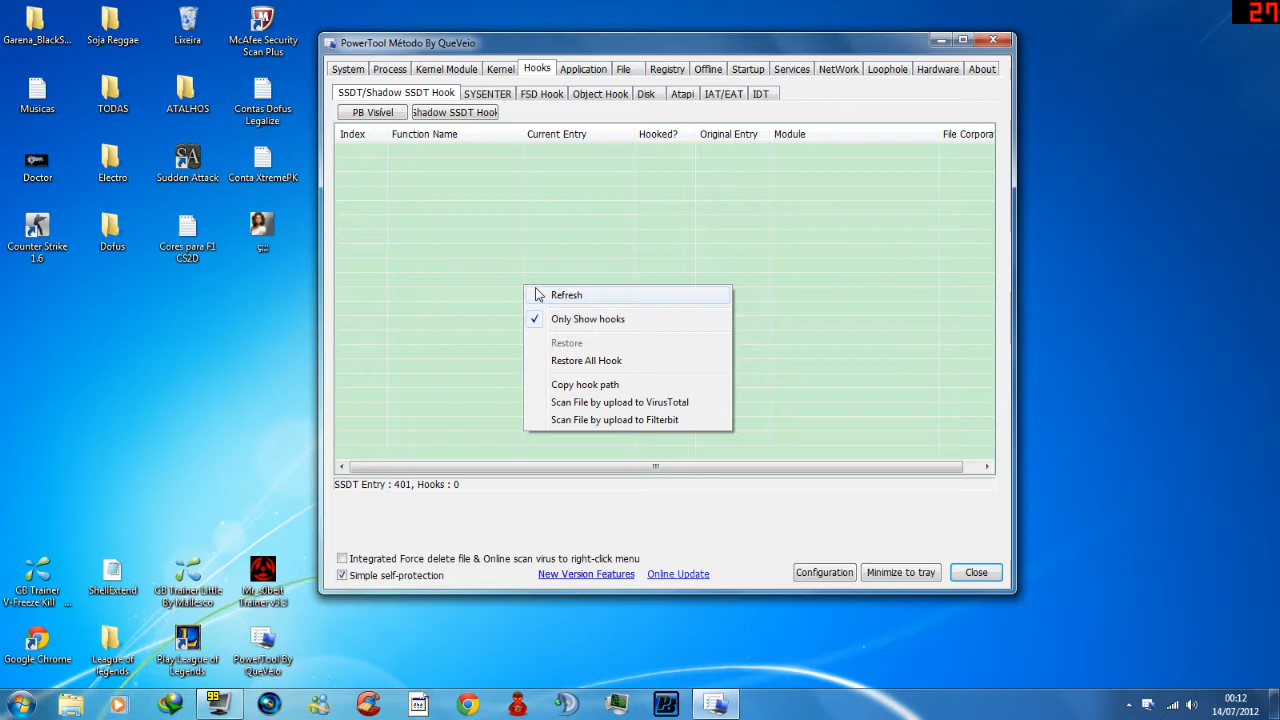 27
Garena_BlackS...
Soja Reggae
Lixeira
McAfee Security
Scan Plus
Musicas
TODAS
ATALHOS
Contas Dofus
Legalize
Doctor
Electro
Sudden Attack
Conta XtremePK
Counter Strike
1.6
Dofus
Cores para F1
CS2D
çççç
PowerTool Método By QueVeio
System
Process
Kernel Module
Kernel
Hooks
Application
File
Registry
Offline
Startup
Services
NetWork
Loophole
Hardware
About
SSDT/Shadow SSDT Hook
SYSENTER
FSD Hook
Object Hook
Disk
Atapi
IAT/EAT
IDT
PB Visível
Shadow SSDT Hook
Index
Function Name
Current Entry
Hooked?
Original Entry
Module
File Corpora
Refresh
Only Show hooks
Restore
Restore All Hook
Copy hook path
Scan File by upload to VirusTotal
Scan File by upload to Filterbit
SSDT Entry : 401, Hooks : 0
Integrated Force delete file & Online scan virus to right-click menu
Simple self-protection
New Version Features
Online Update
Configuration
Minimize to tray
Close
CB Trainer
V-Freeze Kill ...
ShellExtend
CB Trainer Little
By Mallesco
Mr_s0beit
Trainer v3.3
Google Chrome
League of
legends
Play League of
Legends
PowerTool By
QueVeio
99
00:12
14/07/2012